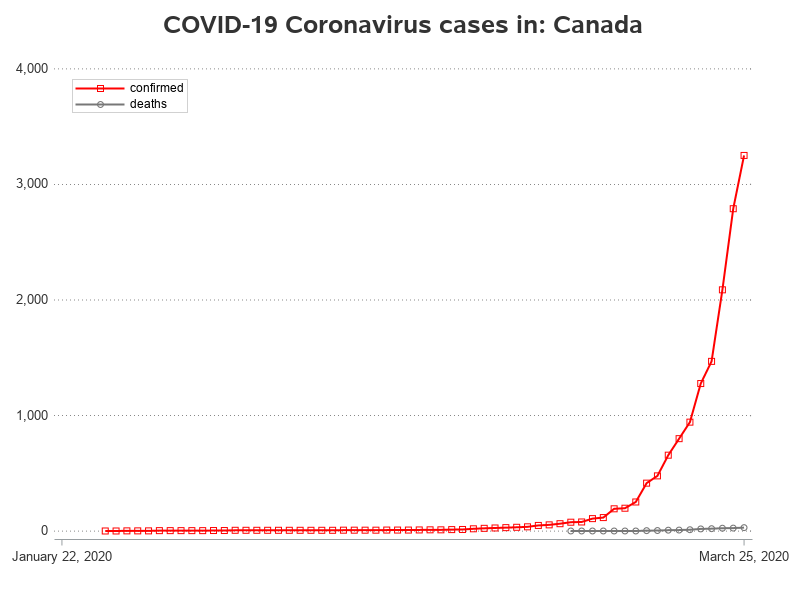 COVID-19 Coronavirus cases in: Canada
4,000
confirmed
deaths
3,000
2,000
1,000
0
January 22, 2020
March 25, 2020